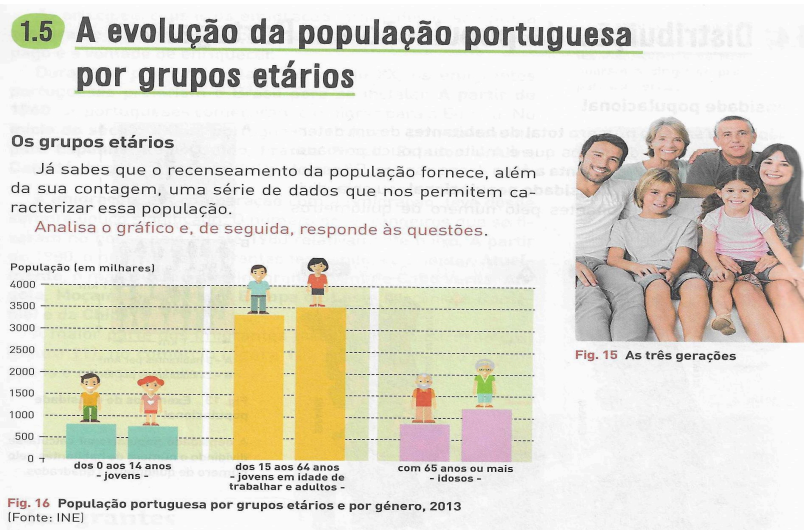 1.5 A evolução da população portuguesa
por grupos etários
Os grupos etários
Já sabes que o recenseamento da população fornece, além
da sua contagem, uma série de dados que nos permitem ca-
racterizar essa população.
Analisa o gráfico e, de seguida, responde às questões.
População (em milhares)
4000
3500
3000
2500
2000
1500
1000
500
0
dos 0 aos 14 anos
- jovens -
dos 15 aos 64 anos
- jovens em idade de
trabalhar e adultos -
com 65 anos ou mais
- idosos -
Fig. 15 As três gerações
Fig. 16 População portuguesa por grupos etários e por género, 2013
(Fonte: INE)